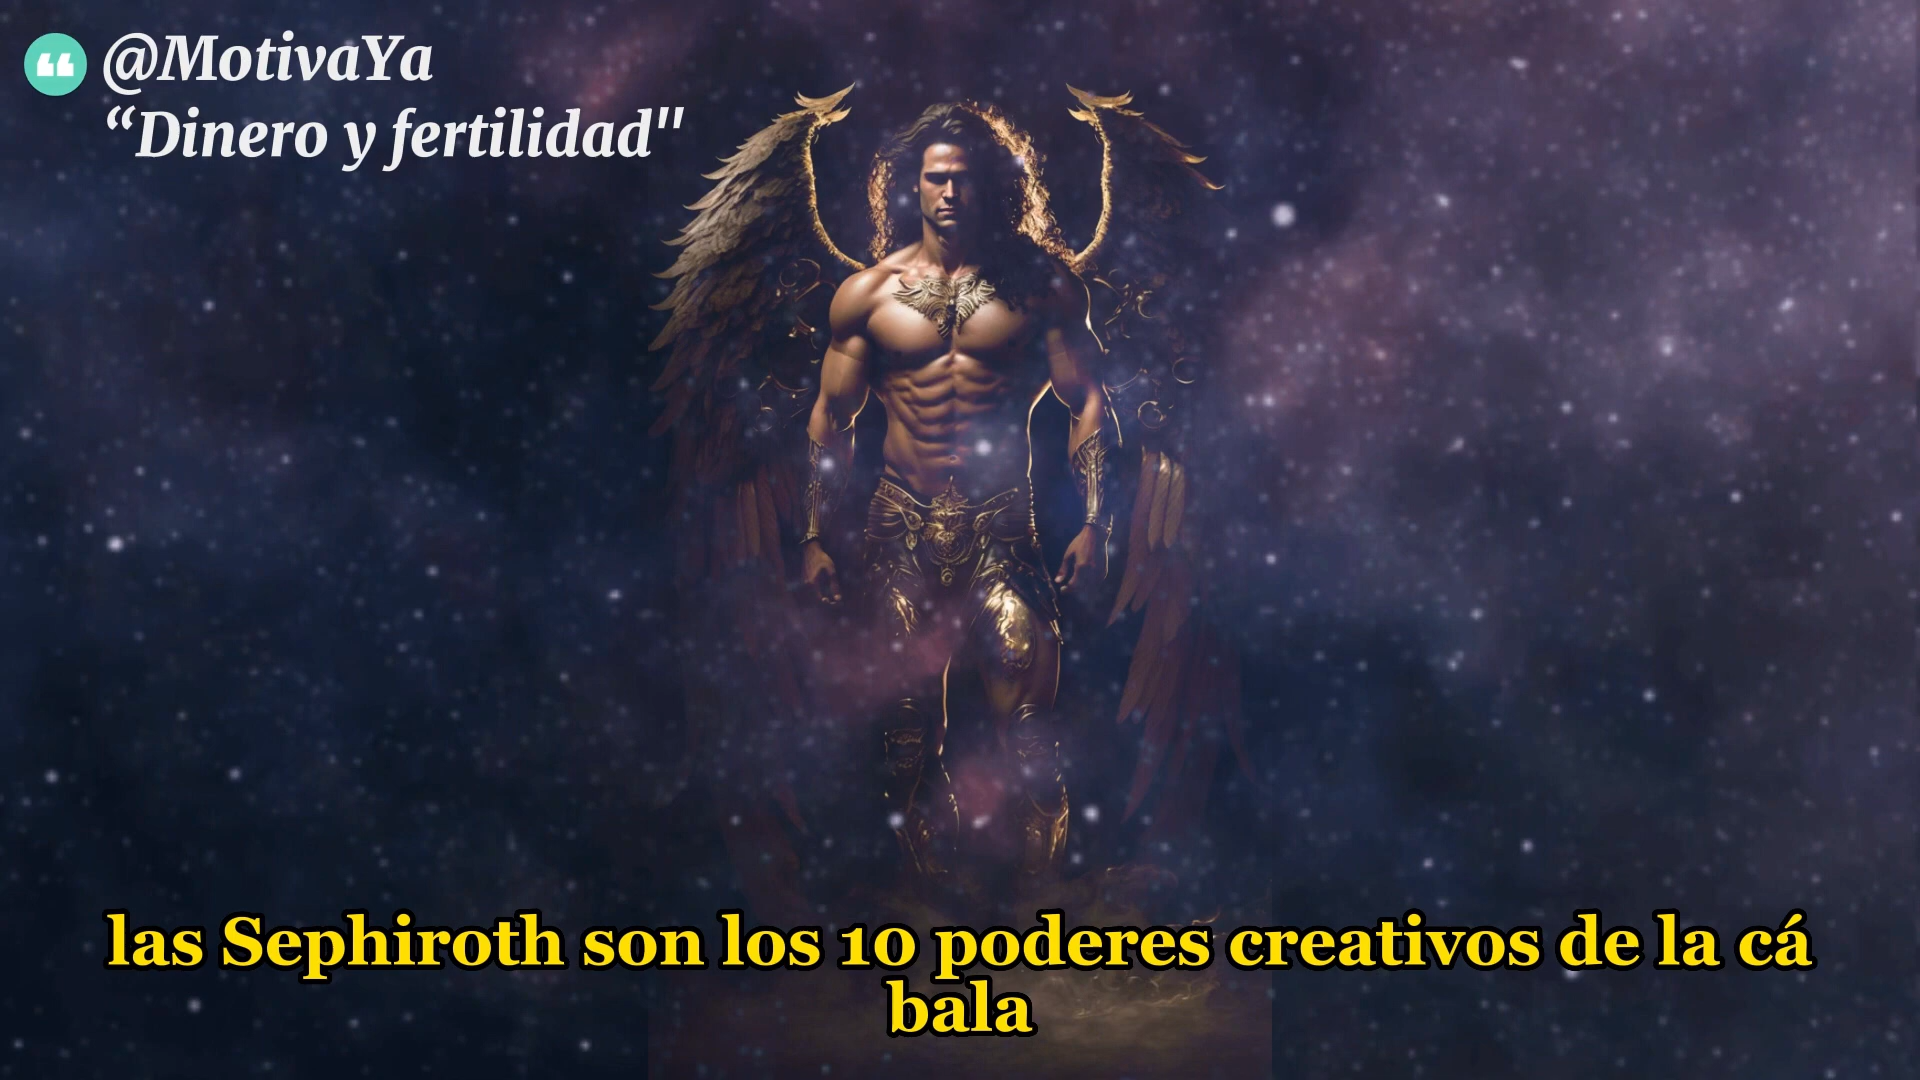 @MotivaYa
“Dinero y fertilidad"
las Sephiroth son los 10 poderes creativos de la cá
bala